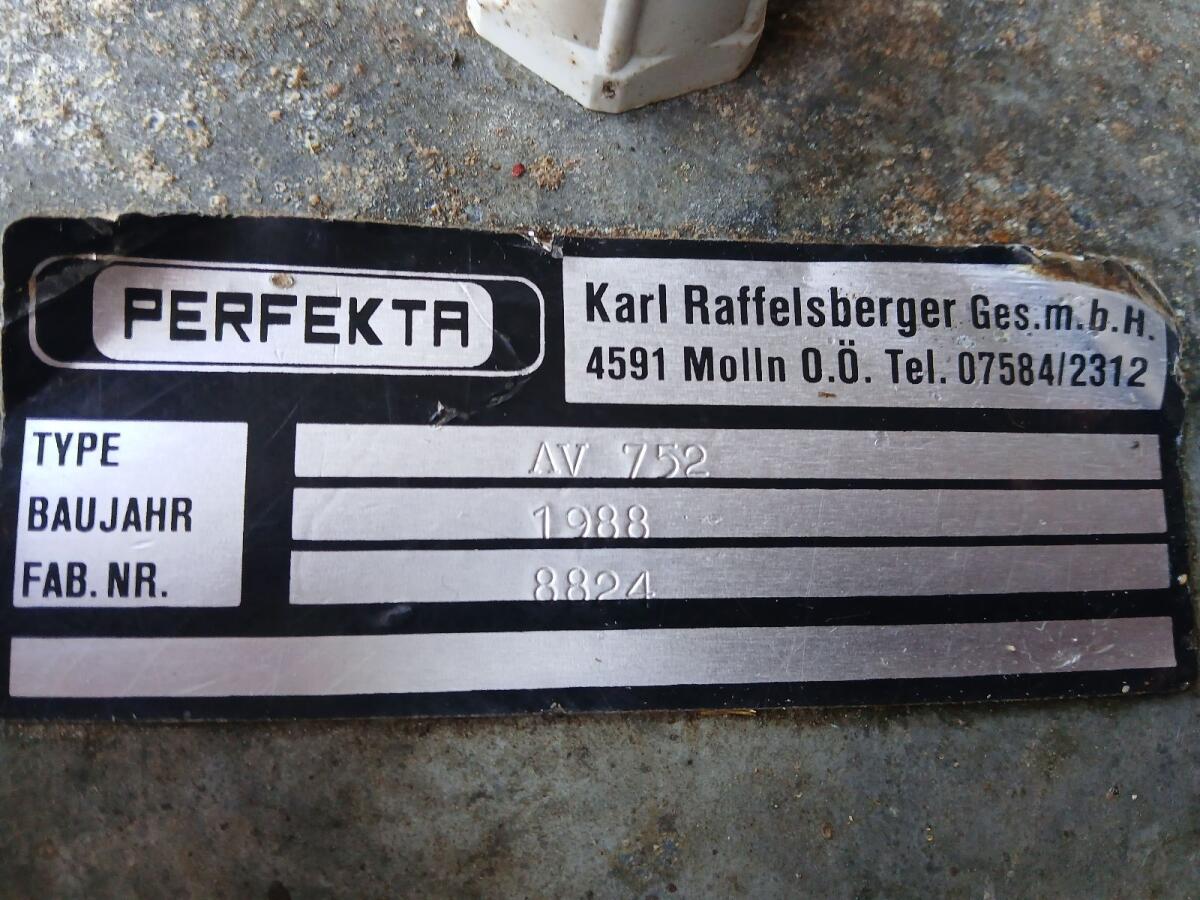 PERFEKTA
Karl Raffelsberger Ges.m.b.H.
4591 Molln O.Ö. Tel. 07584/2312
TYPE AV 752
BAUJAHR 1988
FAB. NR. 8824